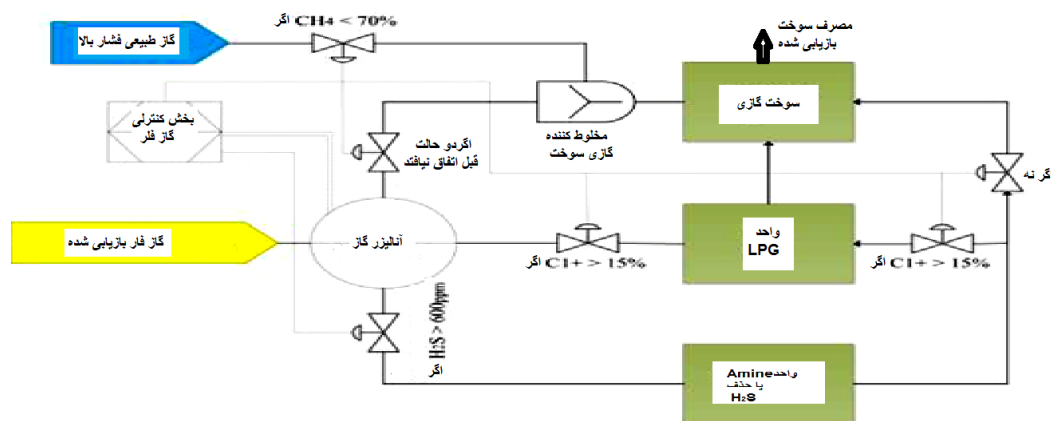 گاز طبیعی فشار بالا
اگر CH4 < 70%
مصرف سوخت
بازیابی شده
سوخت گازی
بخش کنترلی
گاز فلر
اگردو حالت
قبل اتفاق نیافتد
مخلوط کننده
گازی سوخت
گر نه
گاز فلر بازیابی شده
آنالیزر گاز
اگر C1+ > 15%
واحد
LPG
اگر C1+ > 15%
اگر H2S > 600ppm
واحدAmine
یا حذف
H2S